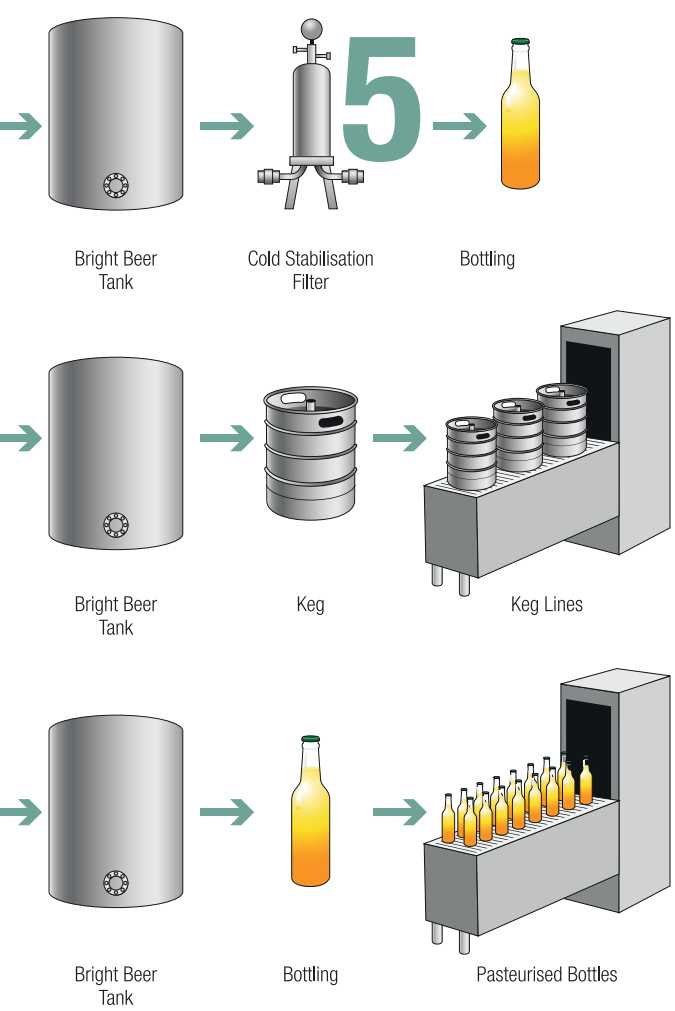 5
Bright Beer
Tank
Cold Stabilisation
Filter
Bottling
Bright Beer
Tank
Keg
Keg Lines
Bright Beer
Tank
Bottling
Pasteurised Bottles